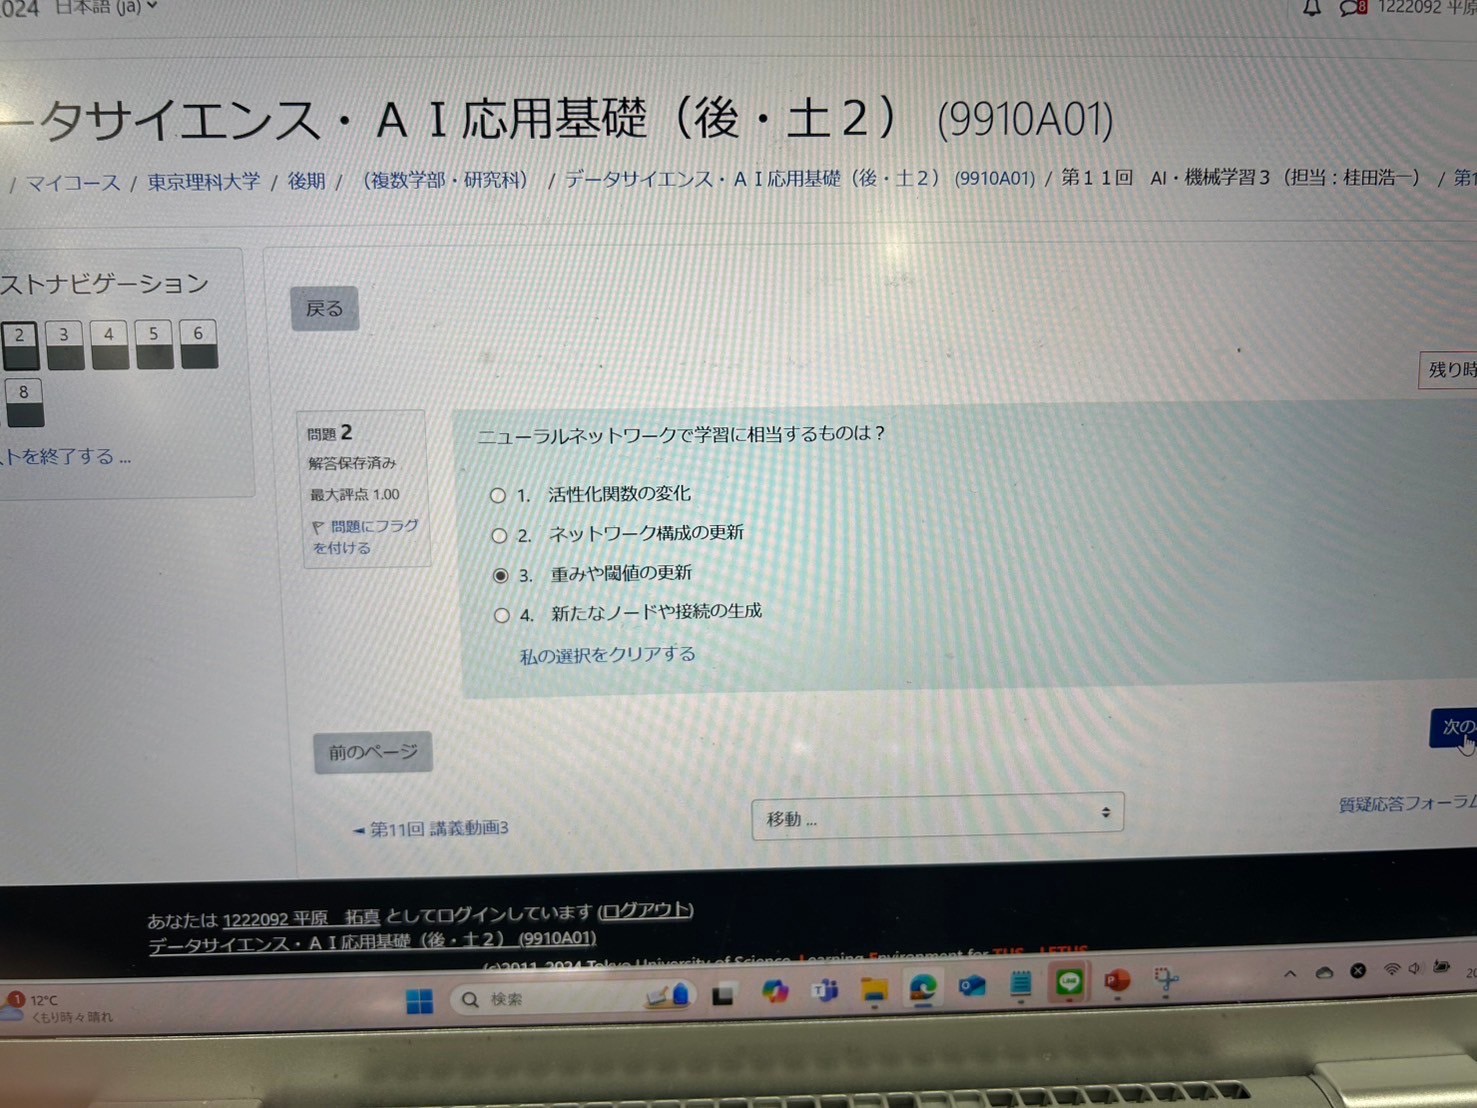 2024 日本語 (ja)
8 1222092 平原
ータサイエンス・ＡＩ応用基礎（後・土２） (9910A01)
/ マイコース / 東京理科大学 / 後期 / （複数学部・研究科） / データサイエンス・ＡＩ応用基礎（後・土２） (9910A01) / 第１１回 AI・機械学習３（担当：桂田浩一） / 第1
ストナビゲーション
2 3 4 5 6
8
トを終了する ...
戻る
残り時
問題 2
解答保存済み
最大評点 1.00
問題にフラグ
を付ける
ニューラルネットワークで学習に相当するものは？
1. 活性化関数の変化
2. ネットワーク構成の更新
3. 重みや閾値の更新
4. 新たなノードや接続の生成
私の選択をクリアする
次の
前のページ
◄ 第11回 講義動画3
移動 ...
質疑応答フォーラム
あなたは 1222092 平原 拓真 としてログインしています (ログアウト)
データサイエンス・ＡＩ応用基礎（後・土２） (9910A01)
(c)2011-2024 Tokyo University of Science. Learning Environment for TUS - LETUS
1
12°C
くもり時々晴れ
検索
LINE
20